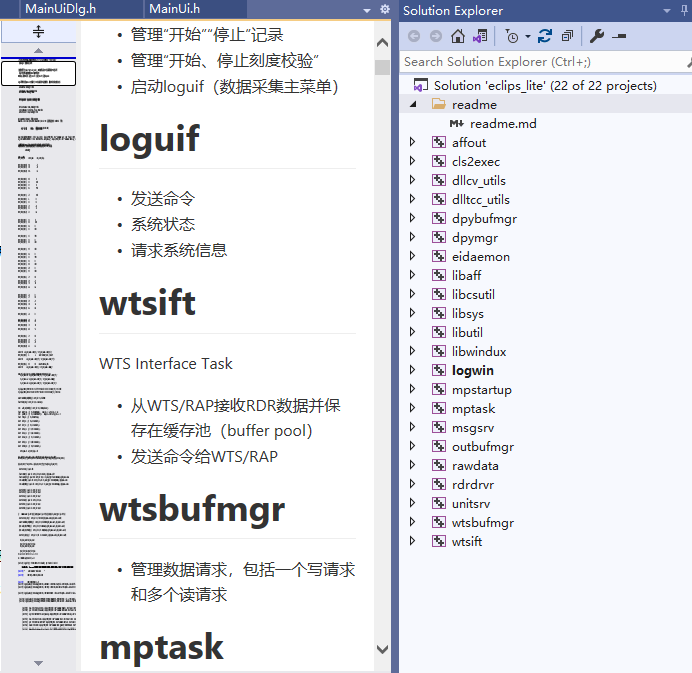 MainUiDlg.h
MainUi.h
管理“开始”“停止”记录
管理“开始、停止刻度校验”
启动loguif（数据采集主菜单）
loguif
发送命令
系统状态
请求系统信息
wtsift
WTS Interface Task
从WTS/RAP接收RDR数据并保
存在缓存池（buffer pool）
发送命令给WTS/RAP
wtsbufmgr
管理数据请求，包括一个写请求
和多个读请求
mptask
Solution Explorer
Search Solution Explorer (Ctrl+;)
Solution 'eclips_lite' (22 of 22 projects)
readme
readme.md
affout
cls2exec
dllcv_utils
dlltcc_utils
dpybufmgr
dpymgr
eidaemon
libaff
libcsutil
libsys
libutil
libwindux
logwin
mpstartup
mptask
msgsrv
outbufmgr
rawdata
rdrdrvr
unitsrv
wtsbufmgr
wtsift